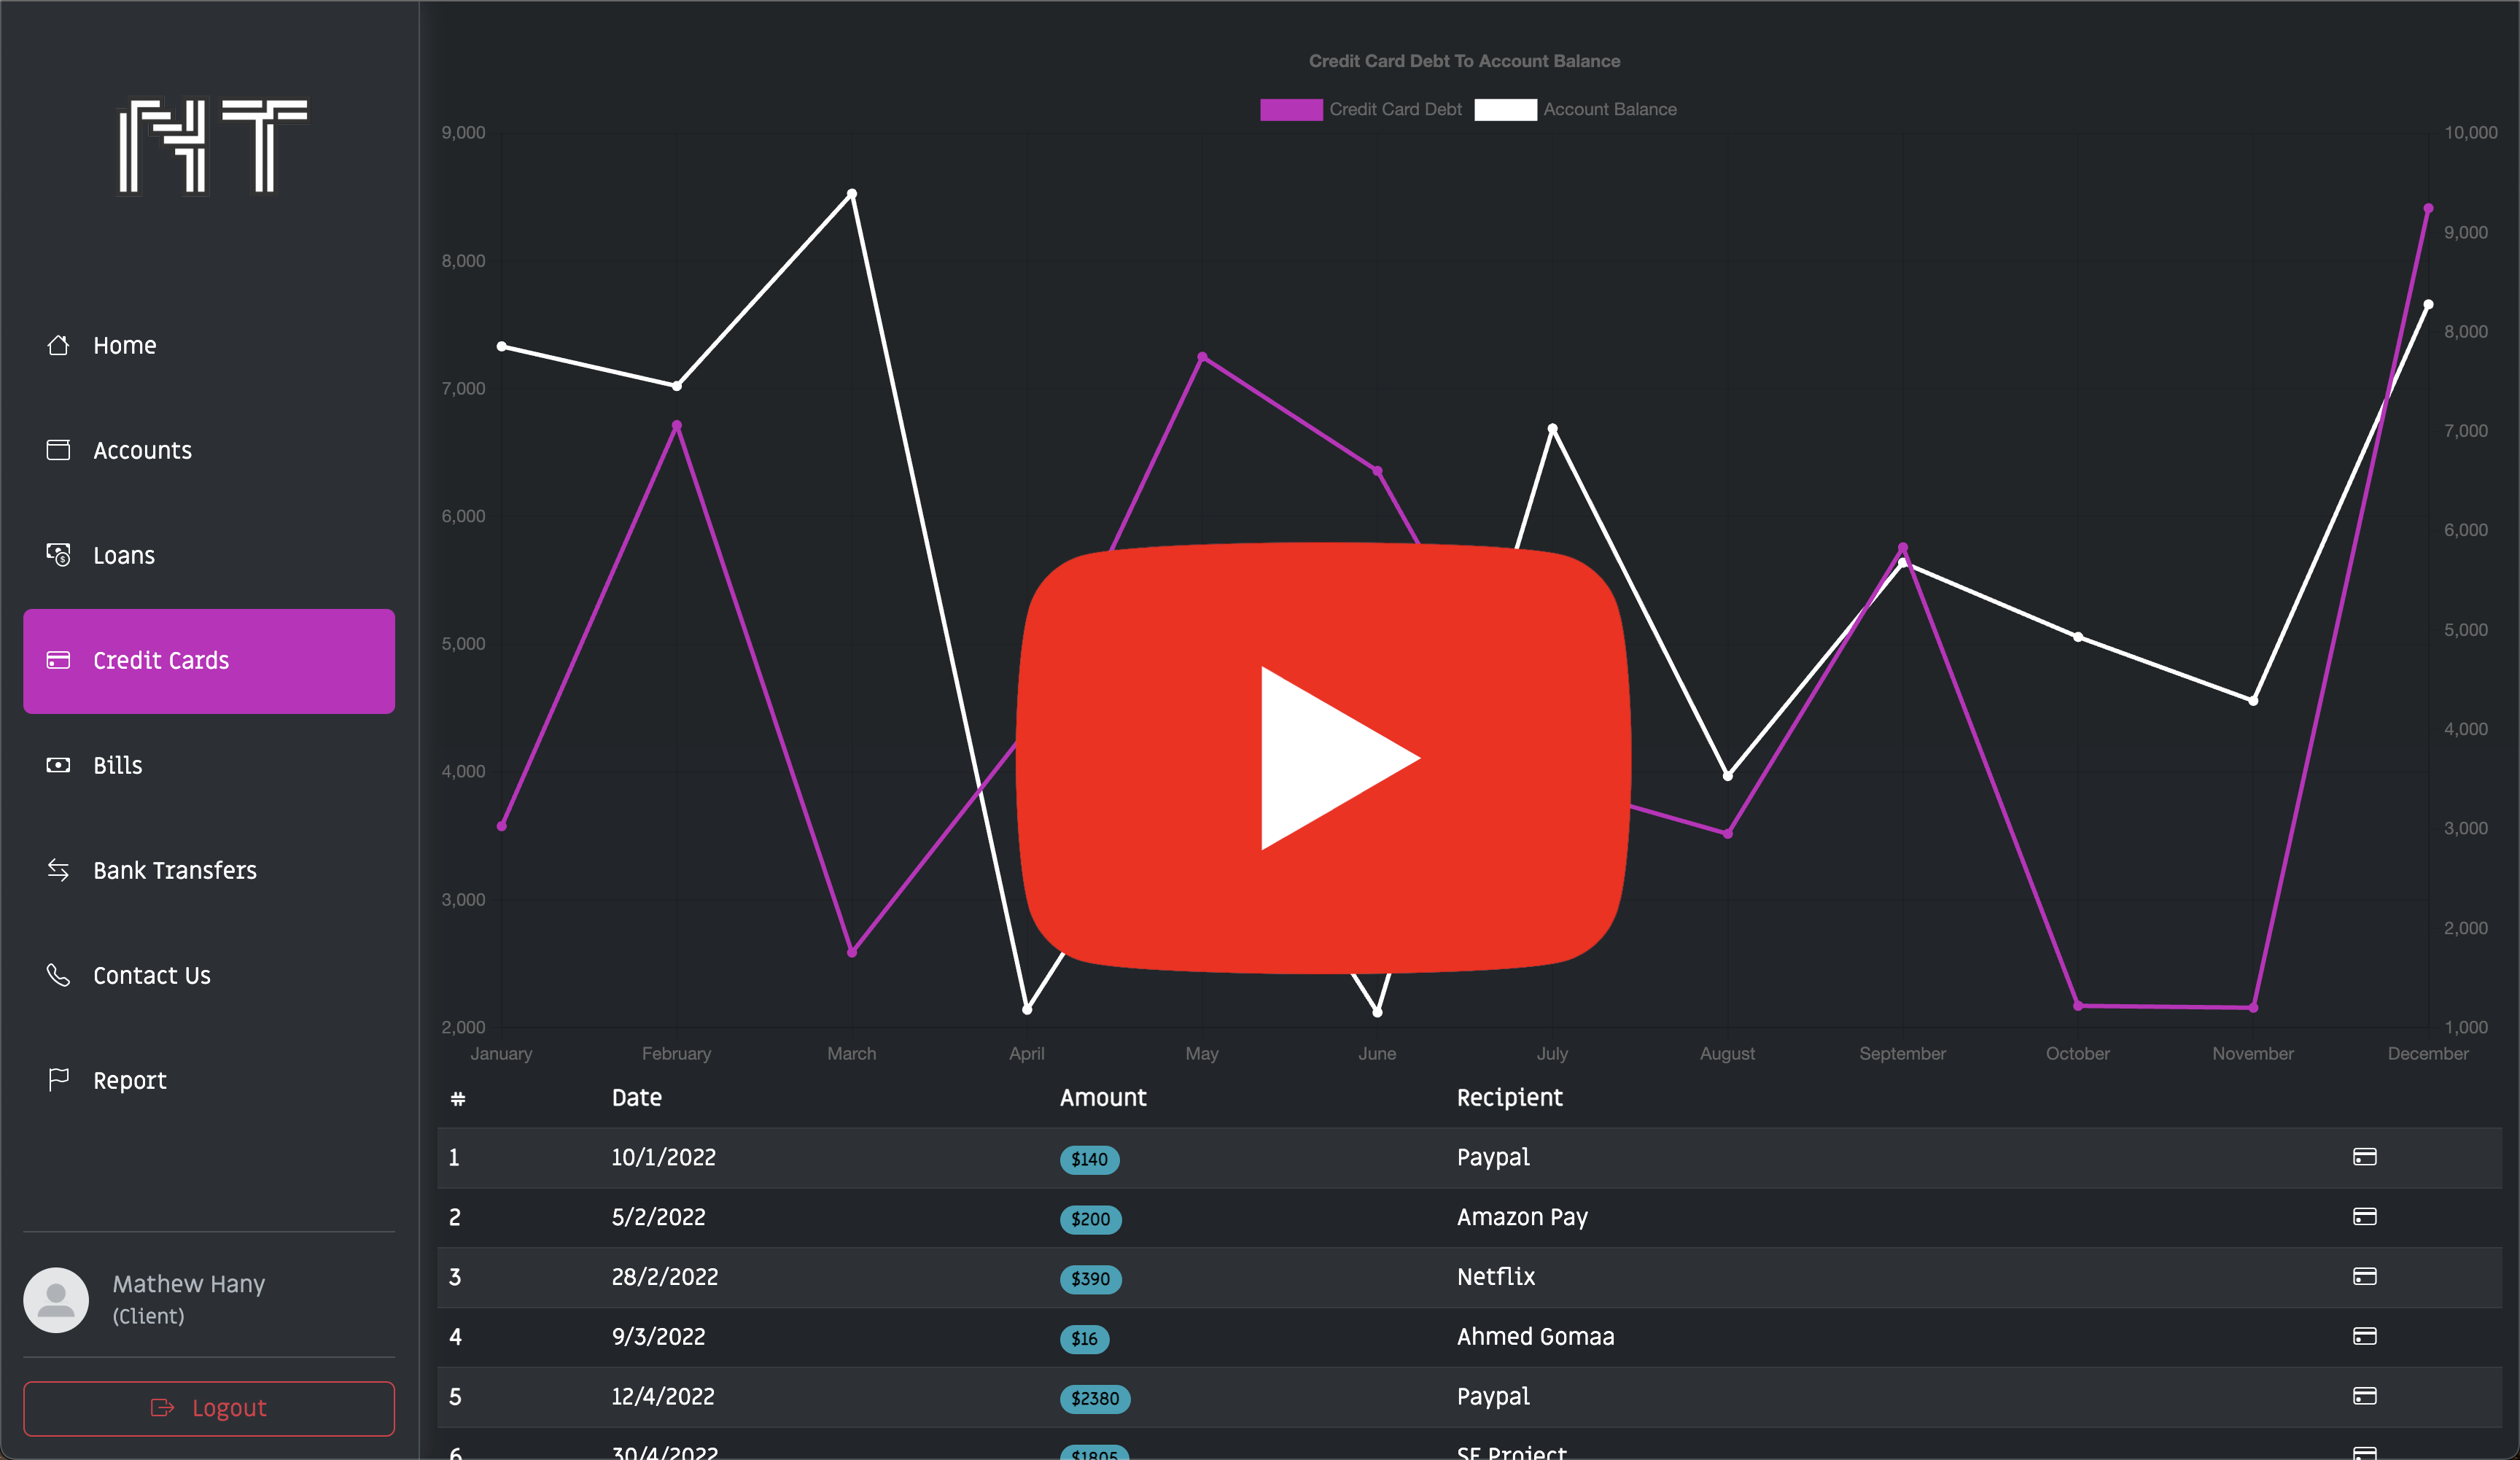 NT
Home
Accounts
Loans
Credit Cards
Bills
Bank Transfers
Contact Us
Report
Mathew Hany
(Client)
Logout
Credit Card Debt To Account Balance
Credit Card Debt Account Balance
9,000
8,000
7,000
6,000
5,000
4,000
3,000
2,000
10,000
9,000
8,000
7,000
6,000
5,000
4,000
3,000
2,000
1,000
January February March April May June July August September October November December
# Date Amount Recipient
1 10/1/2022 $140 Paypal
2 5/2/2022 $200 Amazon Pay
3 28/2/2022 $390 Netflix
4 9/3/2022 $16 Ahmed Gomaa
5 12/4/2022 $2380 Paypal
6 30/4/2022 $1805 SE Project